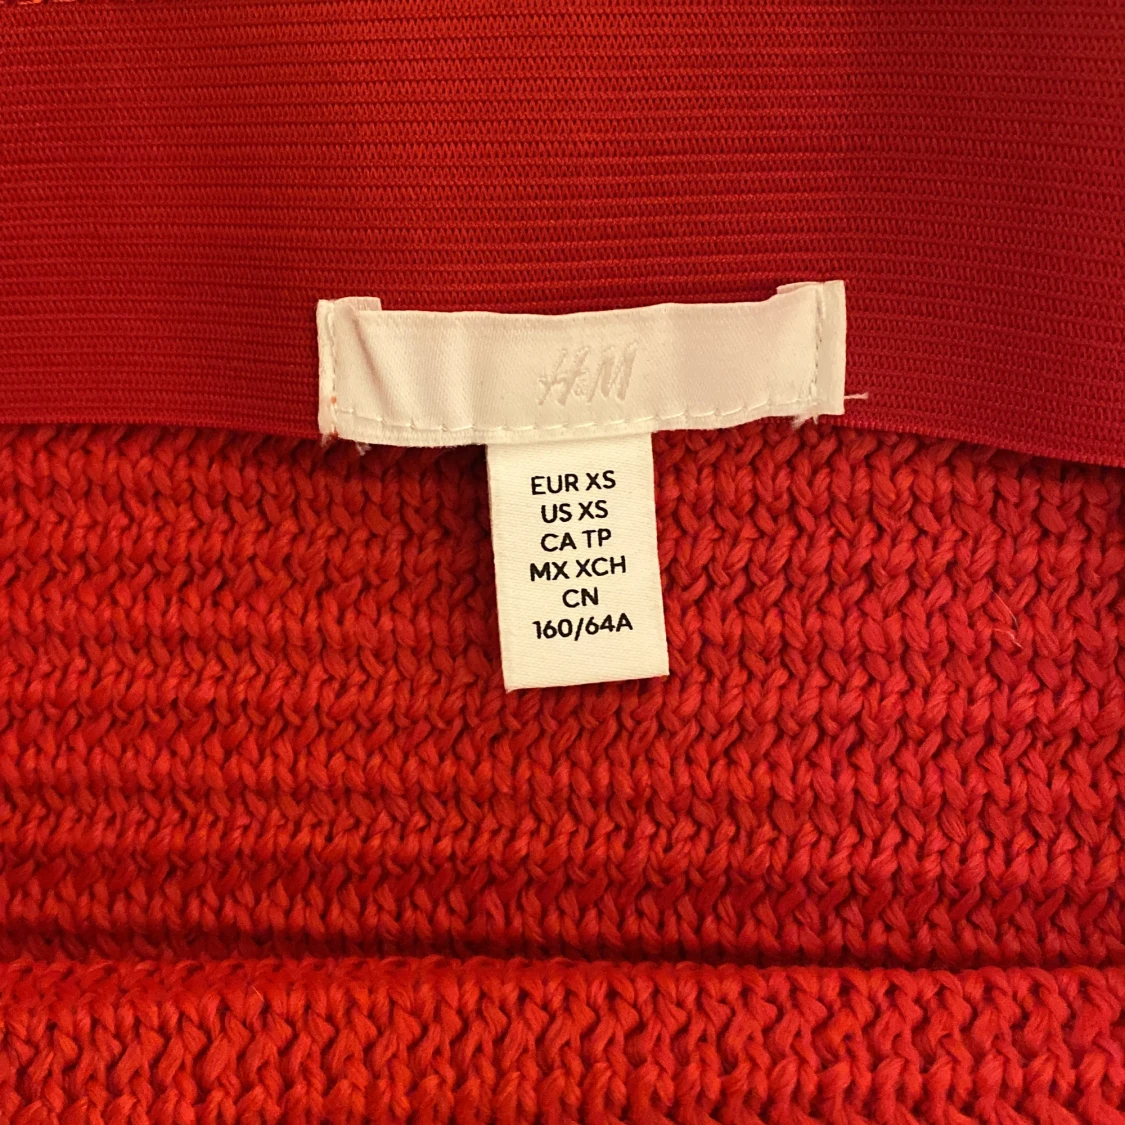 H&M
EUR XS
US XS
CA TP
MX XCH
CN
160/64A